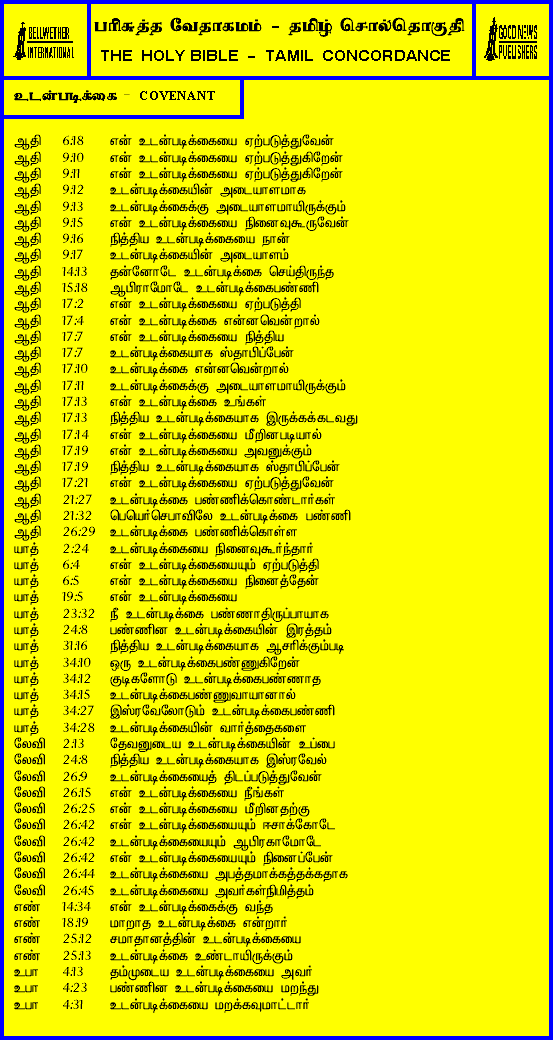 BELLWETHER
INTERNATIONAL
பரிசுத்த வேதாகமம் - தமிழ் சொல்தொகுதி
THE HOLY BIBLE - TAMIL CONCORDANCE
GOOD NEWS
PUBLISHERS
உடன்படிக்கை - COVENANT
ஆதி 6:18 என் உடன்படிக்கையை ஏற்படுத்துவேன்
ஆதி 9:10 என் உடன்படிக்கையை ஏற்படுத்துகிறேன்
ஆதி 9:11 என் உடன்படிக்கையை ஏற்படுத்துகிறேன்
ஆதி 9:12 உடன்படிக்கையின் அடையாளமாக
ஆதி 9:13 உடன்படிக்கைக்கு அடையாளமாயிருக்கும்
ஆதி 9:15 என் உடன்படிக்கையை நினைவுகூருவேன்
ஆதி 9:16 நித்திய உடன்படிக்கையை நான்
ஆதி 9:17 உடன்படிக்கையின் அடையாளம்
ஆதி 14:13 தன்னோடே உடன்படிக்கை செய்திருந்த
ஆதி 15:18 ஆபிராமோடே உடன்படிக்கைபண்ணி
ஆதி 17:2 என் உடன்படிக்கையை ஏற்படுத்தி
ஆதி 17:4 என் உடன்படிக்கை என்னவென்றால்
ஆதி 17:7 என் உடன்படிக்கையை நித்திய
ஆதி 17:7 உடன்படிக்கையாக ஸ்தாபிப்பேன்
ஆதி 17:10 உடன்படிக்கை என்னவென்றால்
ஆதி 17:11 உடன்படிக்கைக்கு அடையாளமாயிருக்கும்
ஆதி 17:13 என் உடன்படிக்கை உங்கள்
ஆதி 17:13 நித்திய உடன்படிக்கையாக இருக்கக்கடவது
ஆதி 17:14 என் உடன்படிக்கையை மீறினபடியால்
ஆதி 17:19 என் உடன்படிக்கையை அவனுக்கும்
ஆதி 17:19 நித்திய உடன்படிக்கையாக ஸ்தாபிப்பேன்
ஆதி 17:21 என் உடன்படிக்கையை ஏற்படுத்துவேன்
ஆதி 21:27 உடன்படிக்கை பண்ணிக்கொண்டார்கள்
ஆதி 21:32 பெயெர்செபாவிலே உடன்படிக்கை பண்ணி
ஆதி 26:29 உடன்படிக்கை பண்ணிக்கொள்ள
யாத் 2:24 உடன்படிக்கையை நினைவுகூர்ந்தார்
யாத் 6:4 என் உடன்படிக்கையையும் ஏற்படுத்தி
யாத் 6:5 என் உடன்படிக்கையை நினைத்தேன்
யாத் 19:5 என் உடன்படிக்கையை
யாத் 23:32 நீ உடன்படிக்கை பண்ணாதிருப்பாயாக
யாத் 24:8 பண்ணின உடன்படிக்கையின் இரத்தம்
யாத் 31:16 நித்திய உடன்படிக்கையாக ஆசரிக்கும்படி
யாத் 34:10 ஒரு உடன்படிக்கைபண்ணுகிறேன்
யாத் 34:12 குடிகளோடு உடன்படிக்கைபண்ணாத
யாத் 34:15 உடன்படிக்கைபண்ணுவாயானால்
யாத் 34:27 இஸ்ரவேலோடும் உடன்படிக்கைபண்ணி
யாத் 34:28 உடன்படிக்கையின் வார்த்தைகளை
லேவி 2:13 தேவனுடைய உடன்படிக்கையின் உப்பை
லேவி 24:8 நித்திய உடன்படிக்கையாக இஸ்ரவேல்
லேவி 26:9 உடன்படிக்கையைத் திடப்படுத்துவேன்
லேவி 26:15 என் உடன்படிக்கையை நீங்கள்
லேவி 26:25 என் உடன்படிக்கையை மீறினதற்கு
லேவி 26:42 என் உடன்படிக்கையையும் ஈசாக்கோடே
லேவி 26:42 உடன்படிக்கையையும் ஆபிரகாமோடே
லேவி 26:42 என் உடன்படிக்கையையும் நினைப்பேன்
லேவி 26:44 உடன்படிக்கையை அபத்தமாக்கத்தக்கதாக
லேவி 26:45 உடன்படிக்கையை அவர்கள்நிமித்தம்
எண் 14:34 என் உடன்படிக்கைக்கு வந்த
எண் 18:19 மாறாத உடன்படிக்கை என்றார்
எண் 25:12 சமாதானத்தின் உடன்படிக்கையை
எண் 25:13 உடன்படிக்கை உண்டாயிருக்கும்
உபா 4:13 தம்முடைய உடன்படிக்கையை அவர்
உபா 4:23 பண்ணின உடன்படிக்கையை மறந்து
உபா 4:31 உடன்படிக்கையை மறக்கவுமாட்டார்